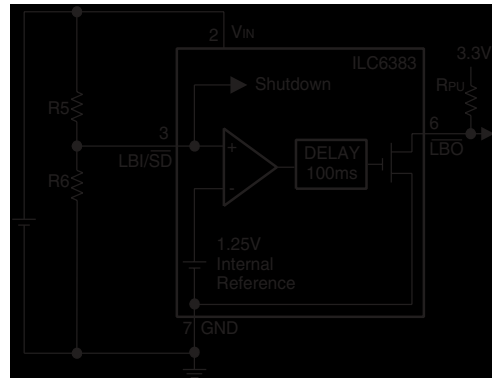 2 VIN
ILC6383
3.3V
Shutdown
RPU
R5
3
6
LBI/SD
+
DELAY
100ms
LBO
R6
-
1.25V
Internal
Reference
7 GND